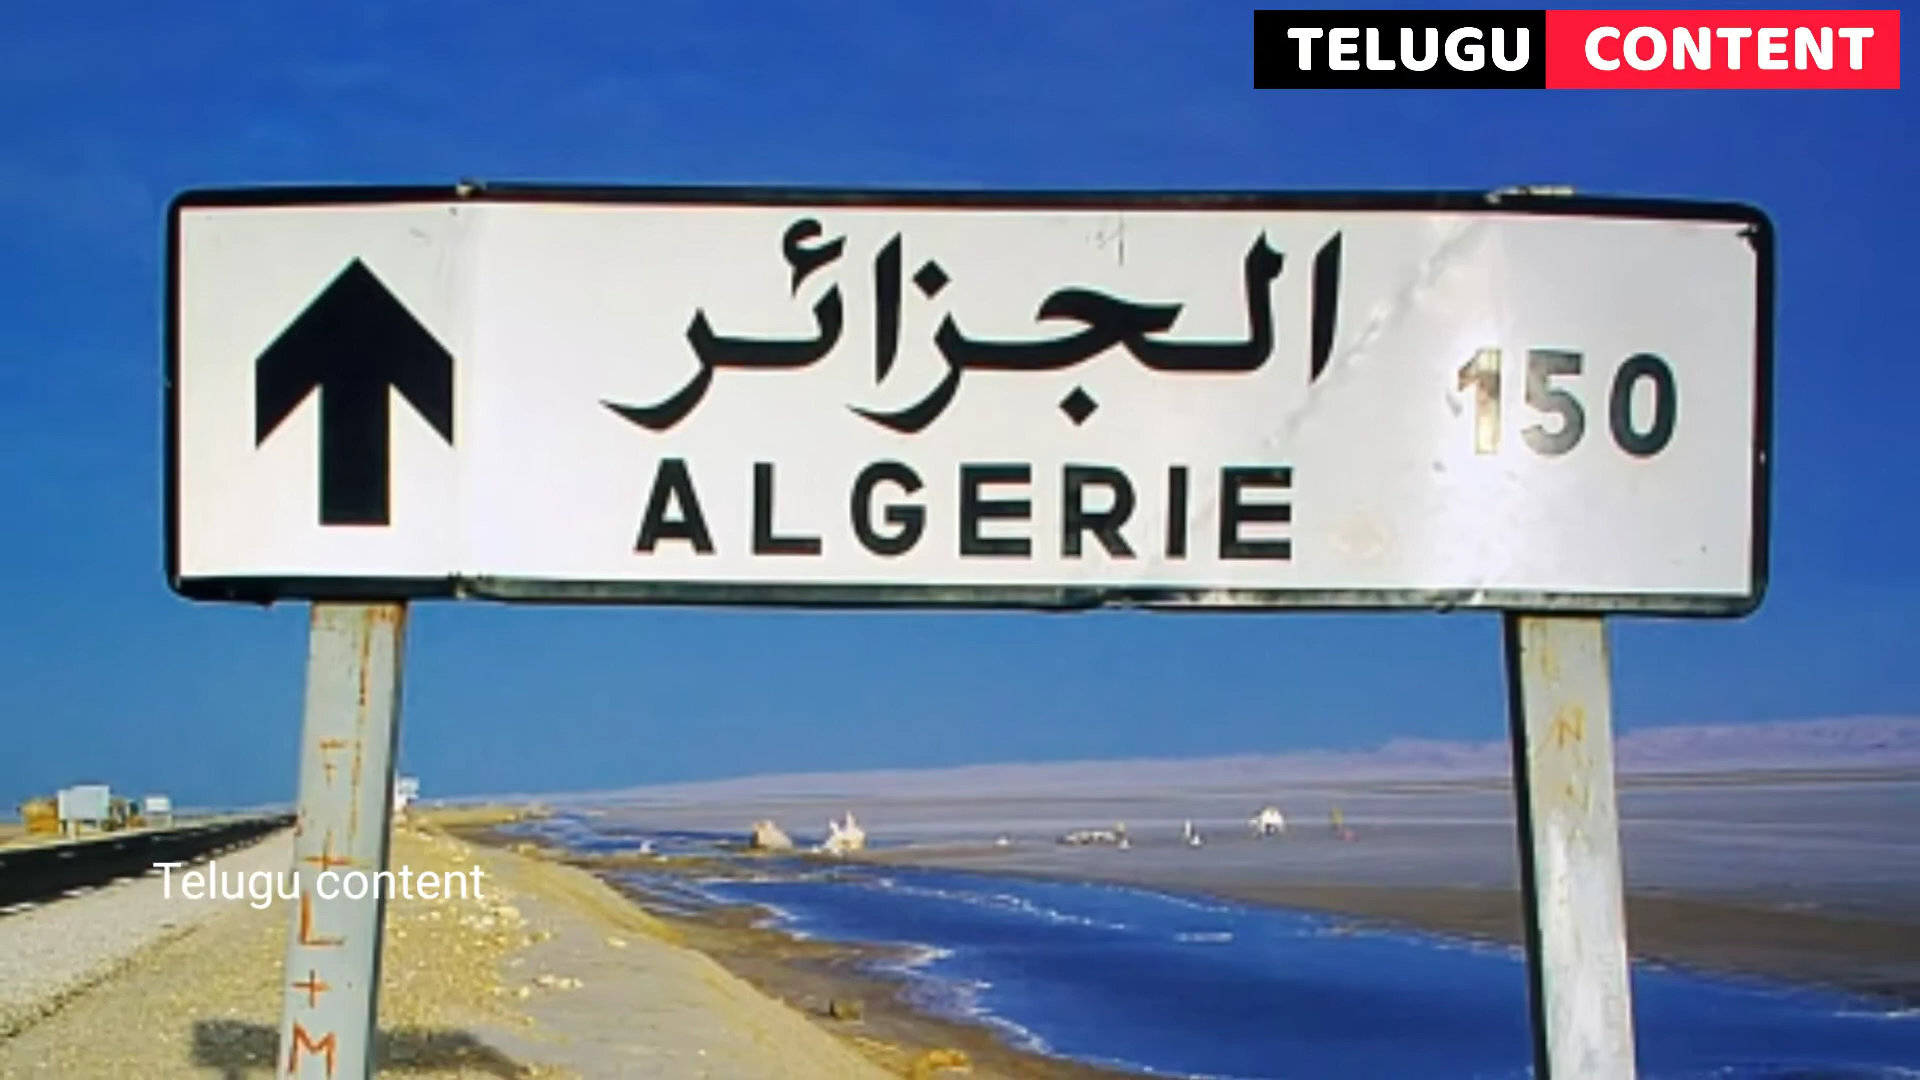 TELUGU CONTENT
الجزائر
150
ALGERIE
Telugu content
L
+
M